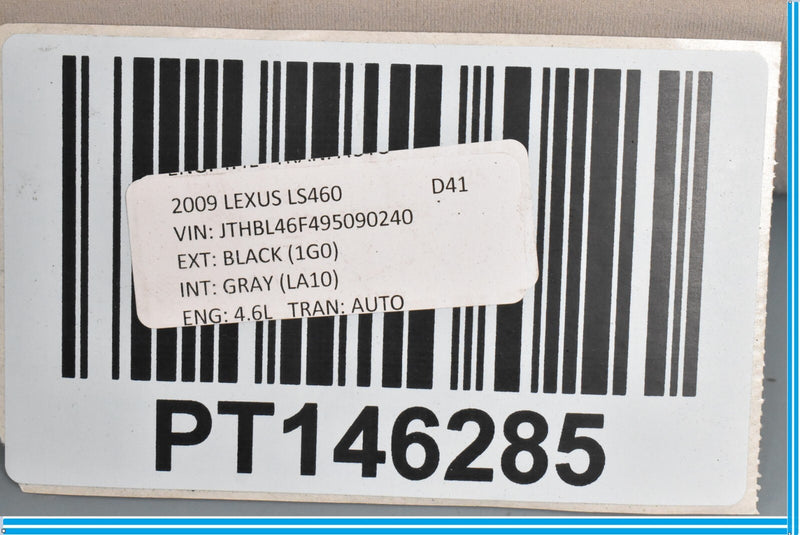 2009 LEXUS LS460 D41
VIN: JTHBL46F495090240
EXT: BLACK (1G0)
INT: GRAY (LA10)
ENG: 4.6L TRAN: AUTO
PT146285